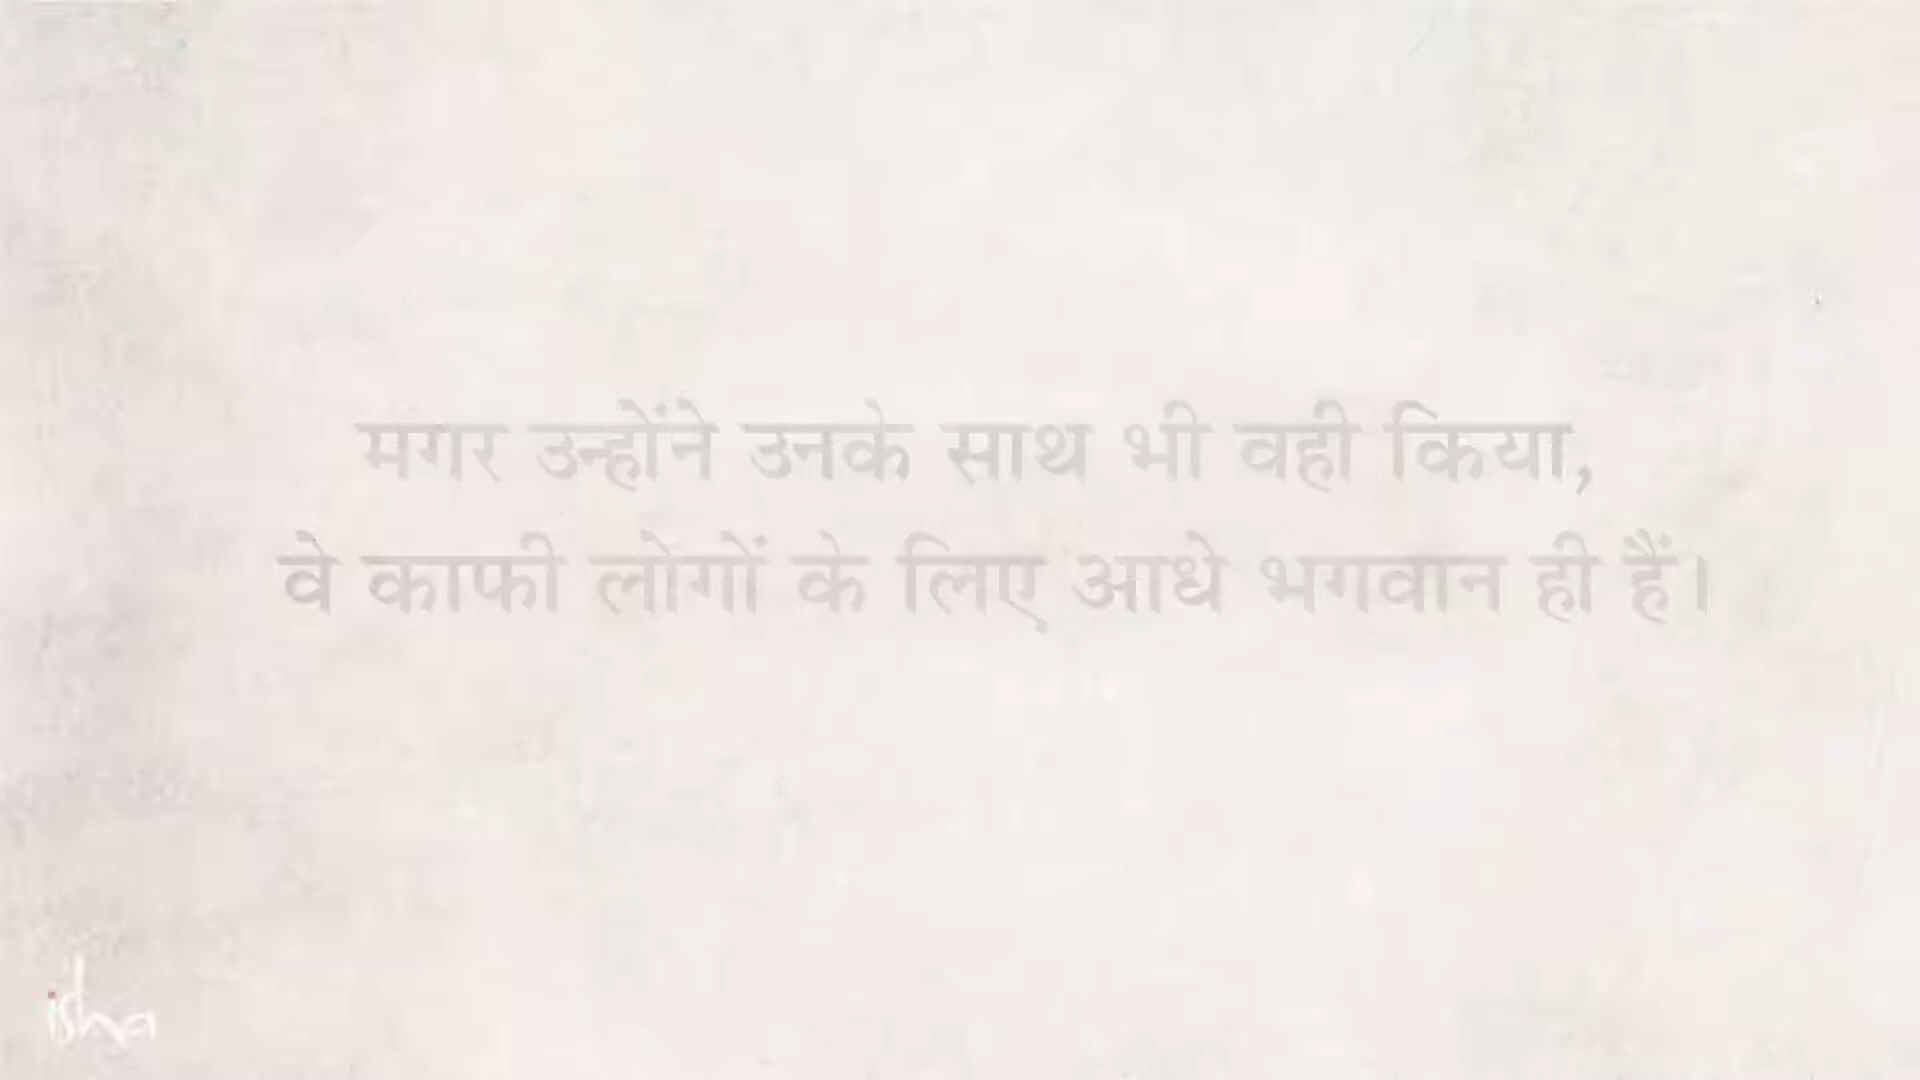 मगर उन्होंने उनके साथ भी वही किया,
वे काफी लोगों के लिए आधे भगवान ही हैं।
isha